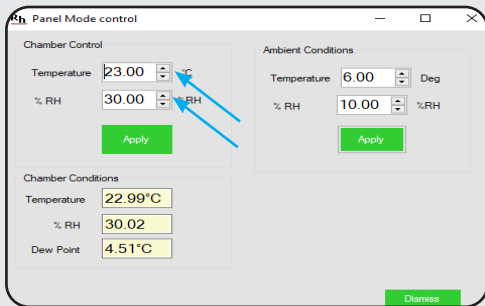 Rh Panel Mode control
Chamber Control
Temperature 23.00 °C
% RH 30.00 %RH
Apply
Ambient Conditions
Temperature 6.00 Deg
% RH 10.00 %RH
Apply
Chamber Conditions
Temperature 22.99°C
% RH 30.02
Dew Point 4.51°C
Dismiss